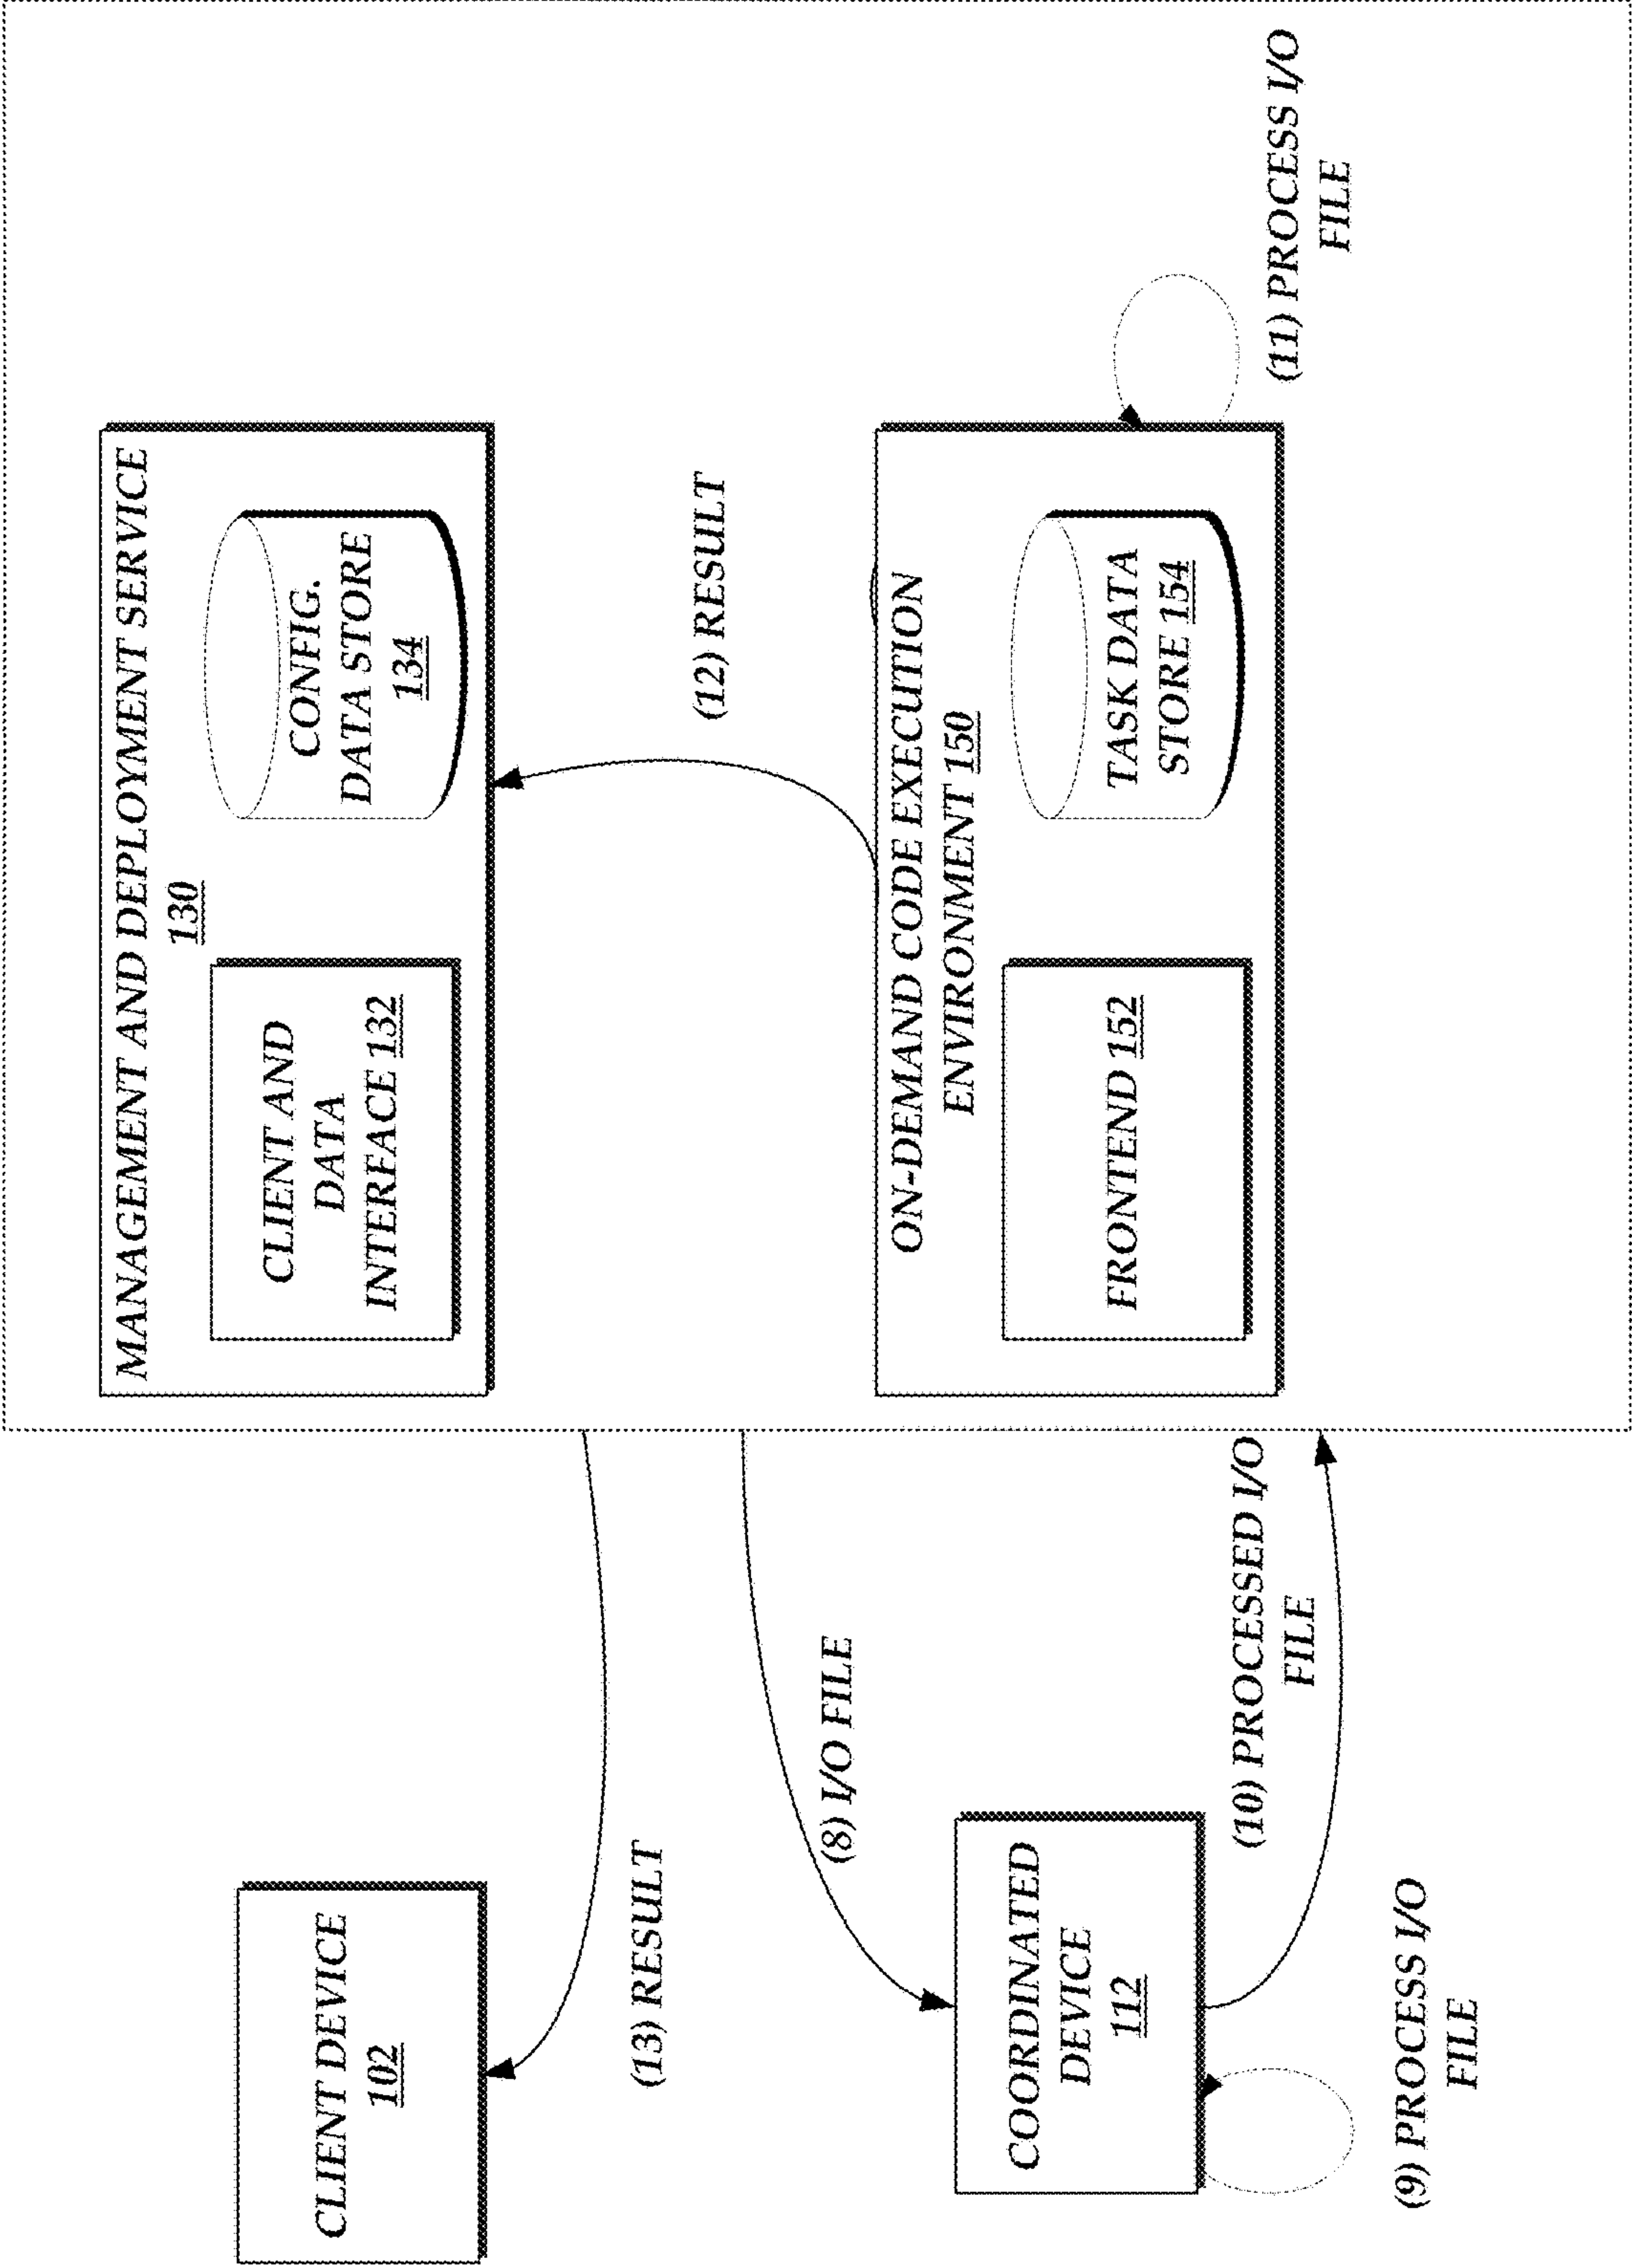 CLIENT DEVICE
102
(13) RESULT
(8) I/O FILE
COORDINATED
DEVICE
112
(10) PROCESSED I/O
FILE
(9) PROCESS I/O
FILE
MANAGEMENT AND DEPLOYMENT SERVICE
130
CLIENT AND
DATA
INTERFACE 132
CONFIG.
DATA STORE
134
(12) RESULT
ON-DEMAND CODE EXECUTION
ENVIRONMENT 150
FRONTEND 152
TASK DATA
STORE 154
(11) PROCESS I/O
FILE